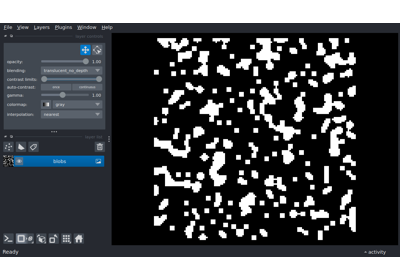 File View Layers Plugins Window Help
opacity: 1.00
blending: translucent_no_depth
contrast limits:
auto-contrast: once continuous
gamma: 1.00
colormap: gray
interpolation: nearest
blobs
Ready
activity